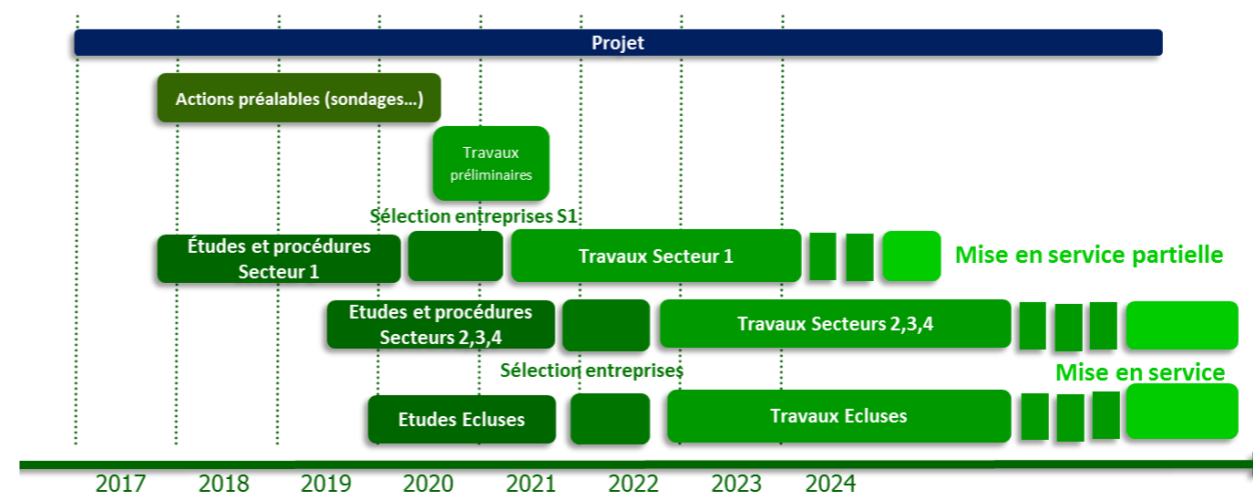 Projet
Actions préalables (sondages…)
Travaux
préliminaires
Sélection entreprises S1
Études et procédures
Secteur 1
Travaux Secteur 1
Mise en service partielle
Etudes et procédures
Secteurs 2,3,4
Travaux Secteurs 2,3,4
Sélection entreprises
Mise en service
Etudes Ecluses
Travaux Ecluses
2017 2018 2019 2020 2021 2022 2023 2024